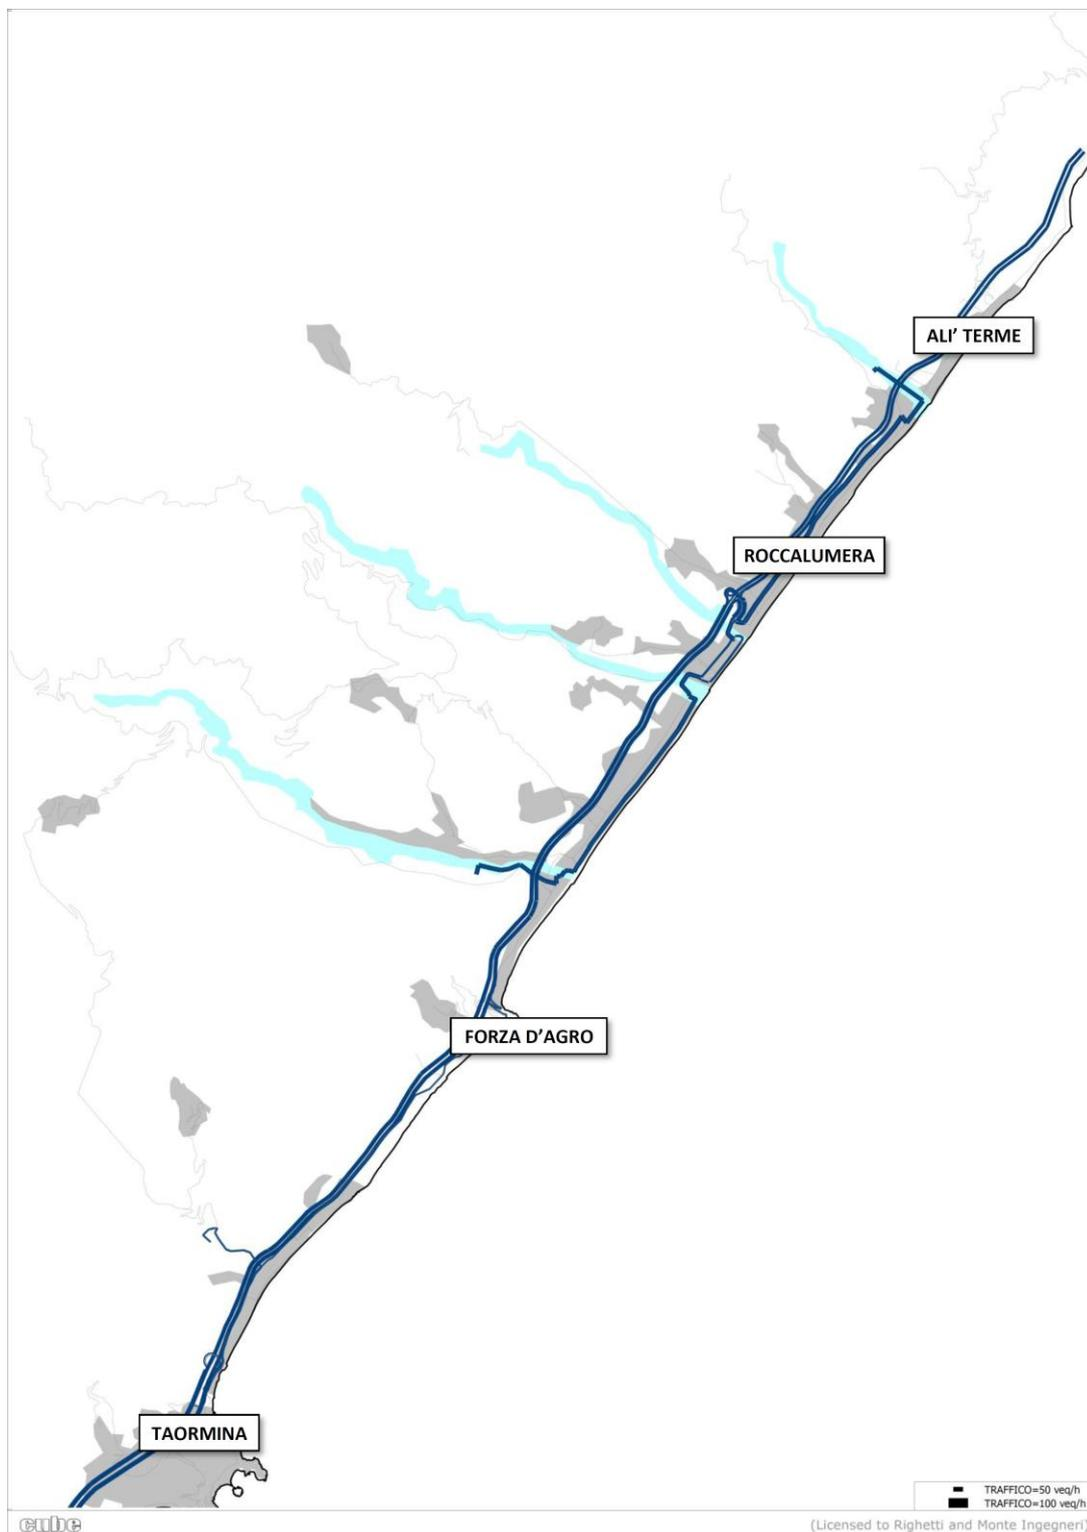 ALI' TERME
ROCCALUMERA
FORZA D'AGRO
TAORMINA
TRAFFICO=50 veq/h
TRAFFICO=100 veq/h
cube
(Licensed to Righetti and Monte Ingegneri)